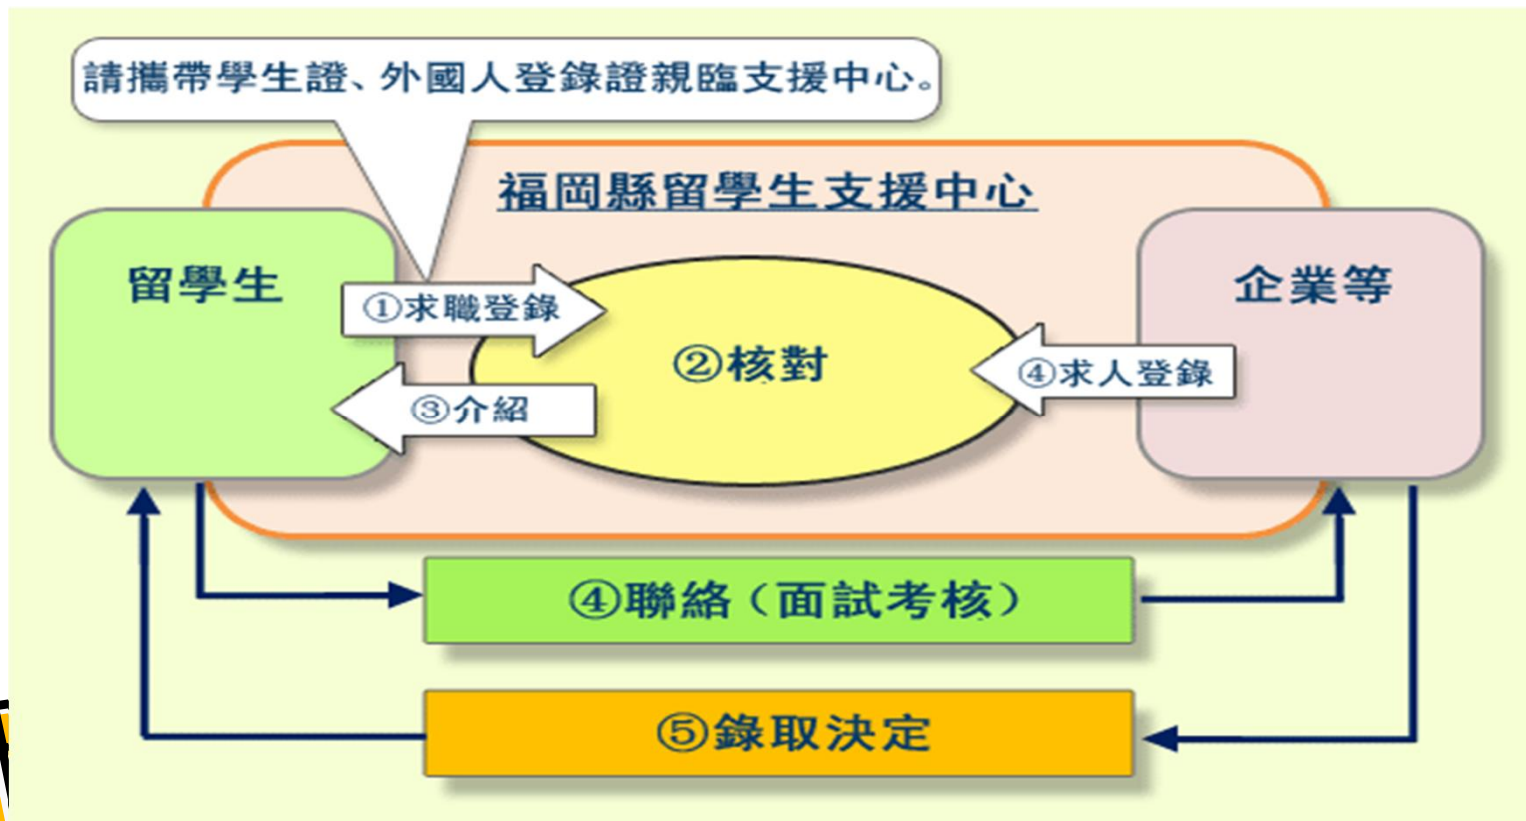 請攜帶學生證、外國人登錄證親臨支援中心。
福岡縣留學生支援中心
留學生
企業等
①求職登錄
②核對
④求人登錄
③介紹
④聯絡（面試考核）
⑤錄取決定